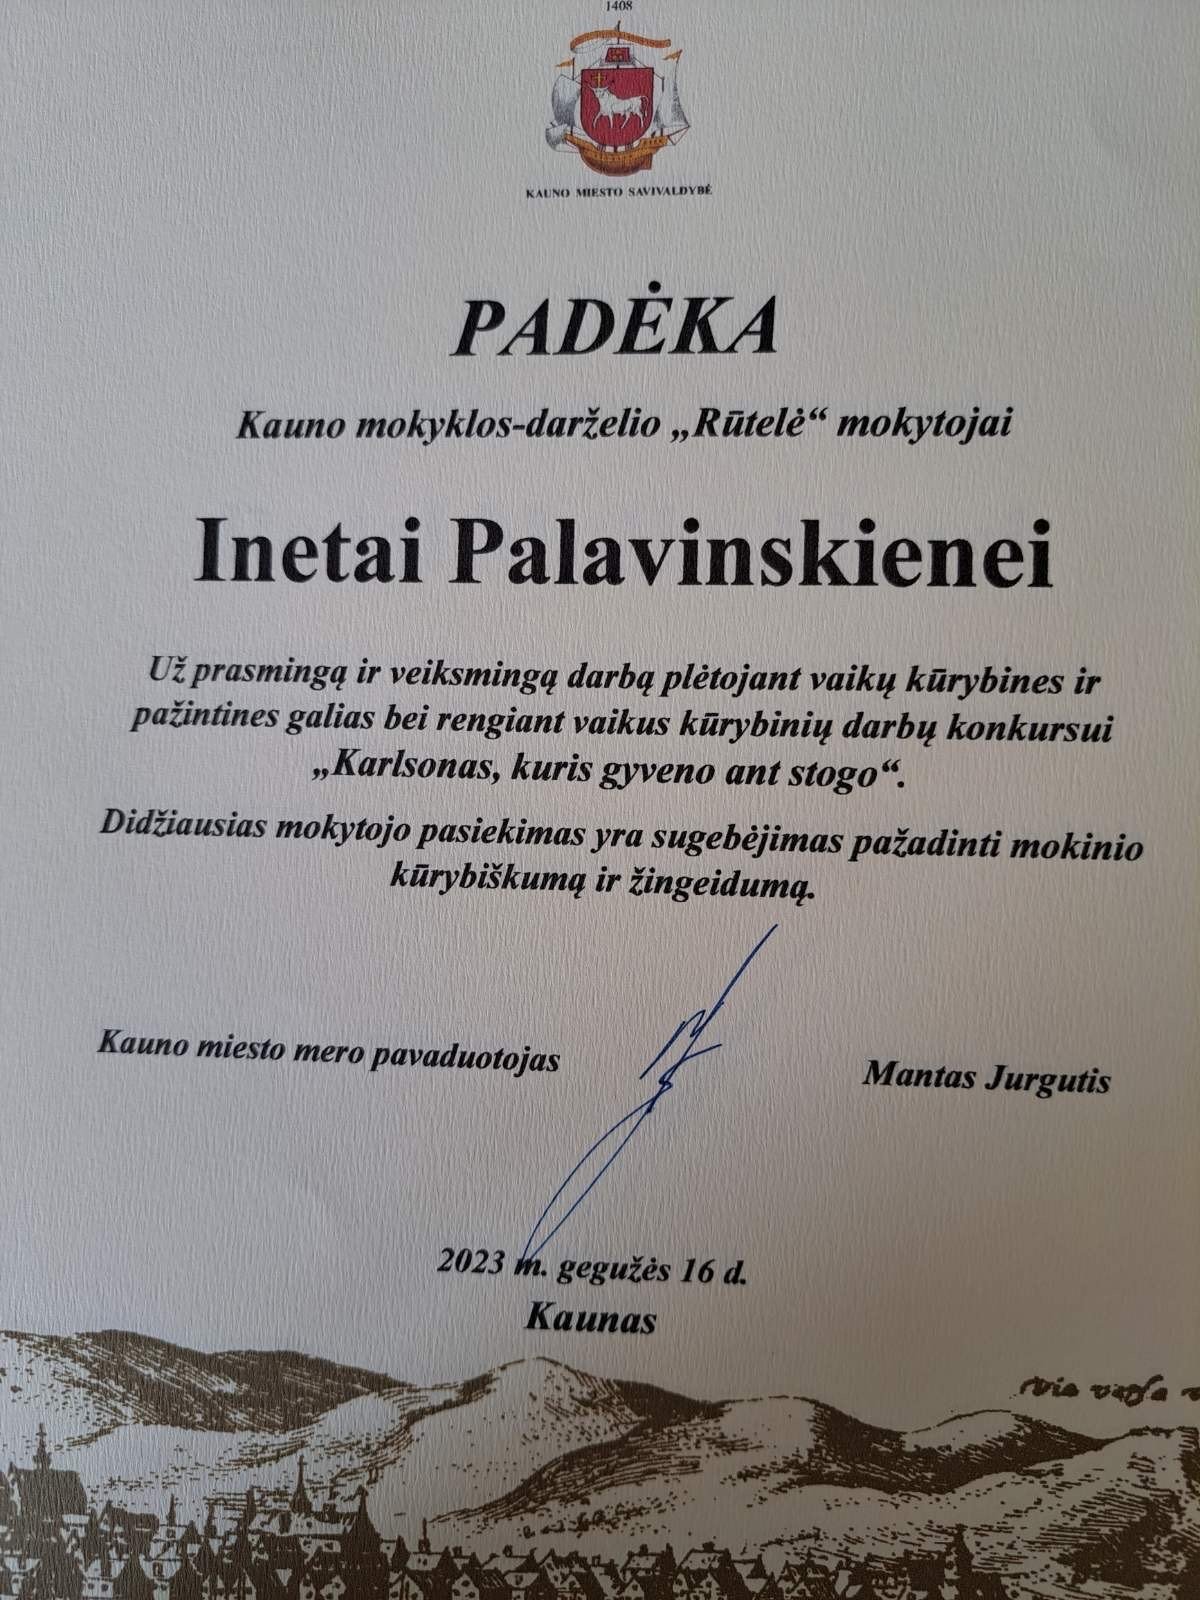 1408
KAUNO MIESTO SAVIVALDYBĖ
PADĖKA
Kauno mokyklos-darželio „Rūtelė“ mokytojai
Inetai Palavinskienei
Už prasmingą ir veiksmingą darbą plėtojant vaikų kūrybines ir
pažintines galias bei rengiant vaikus kūrybinių darbų konkursui
„Karlsonas, kuris gyveno ant stogo“.
Didžiausias mokytojo pasiekimas yra sugebėjimas pažadinti mokinio
kūrybiškumą ir žingeidumą.
Kauno miesto mero pavaduotojas
Mantas Jurgutis
2023 m. gegužės 16 d.
Kaunas